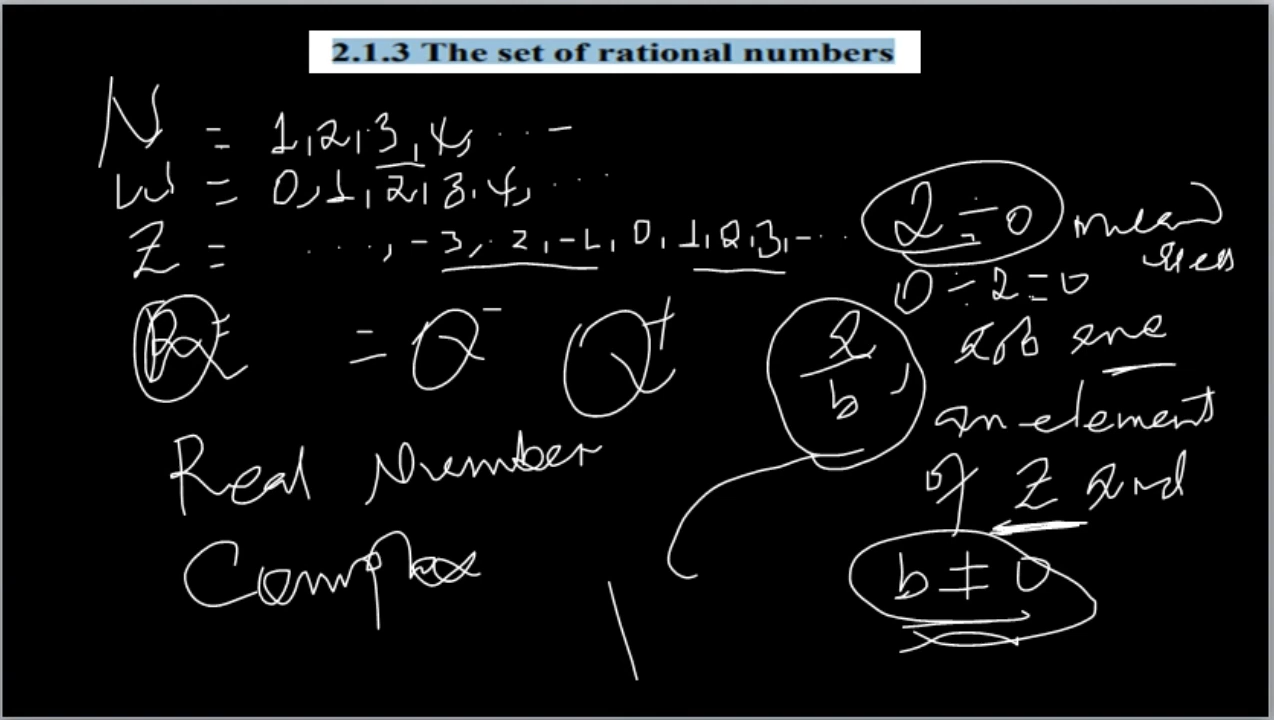 2.1.3 The set of rational numbers
N = 1, 2, 3, 4, ...
W = 0, 1, 2, 3, 4, ...
Z = ..., -3, 2, -1, 0, 1, 2, 3, ...
= Q⁻ Q⁺
Real Number
Complex
2 ÷ 0
0 ÷ 2 = 0
a/b,
an element
of Z and
b ≠ 0